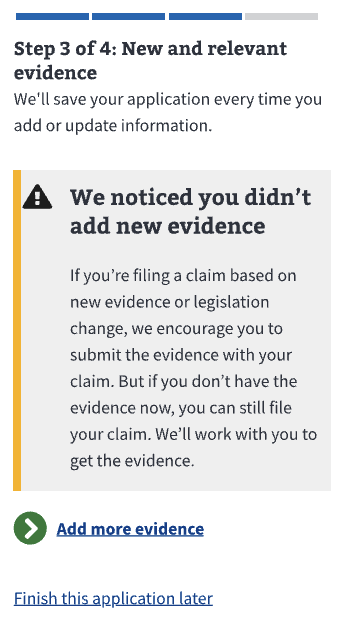 Step 3 of 4: New and relevant
evidence
We'll save your application every time you
add or update information.
We noticed you didn’t
add new evidence
If you’re filing a claim based on
new evidence or legislation
change, we encourage you to
submit the evidence with your
claim. But if you don’t have the
evidence now, you can still file
your claim. We’ll work with you to
get the evidence.
Add more evidence
Finish this application later